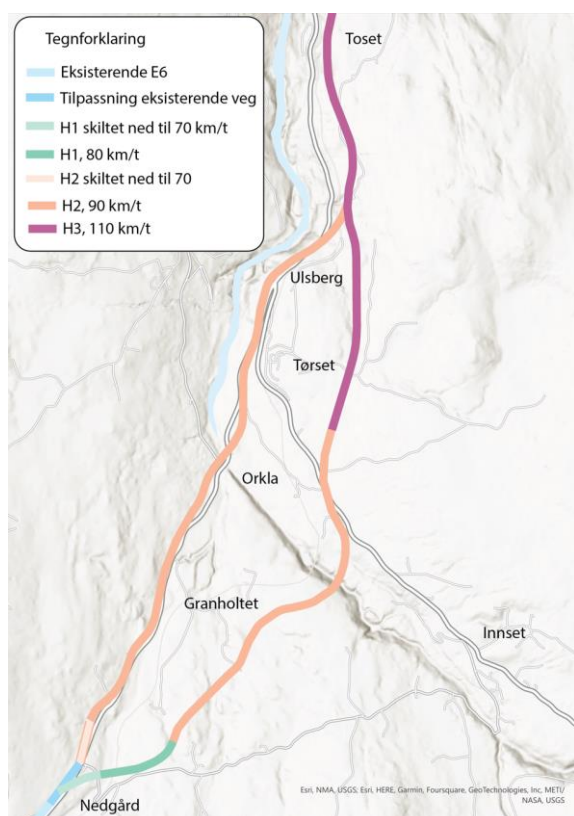 Tegnforklaring
Eksisterende E6
Tilpassning eksisterende veg
H1 skiltet ned til 70 km/t
H1, 80 km/t
H2 skiltet ned til 70
H2, 90 km/t
H3, 110 km/t
Toset
Ulsberg
Tørset
Orkla
Granholtet
Innset
Nedgård
Esri, NMA, USGS; Esri, HERE, Garmin, Foursquare, GeoTechnologies, Inc, METI/
NASA, USGS